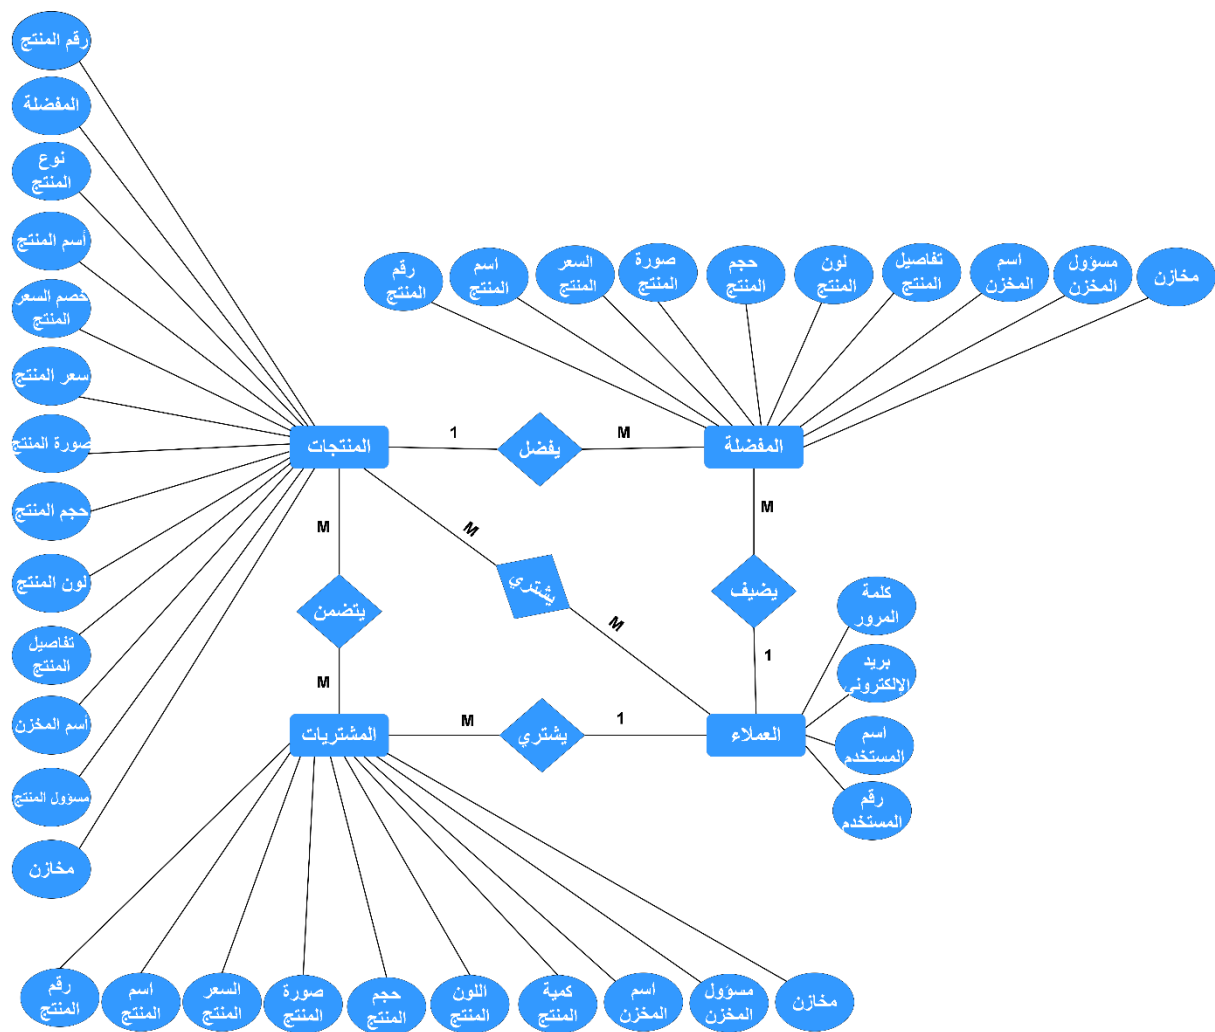 رقم المنتج
المفضلة
نوع
المنتج
أسم المنتج
خصم السعر
المنتج
سعر المنتج
صورة المنتج
حجم المنتج
لون المنتج
تفاصيل
المنتج
أسم المخزن
مسؤول المنتج
مخازن
رقم
المنتج
اسم
المنتج
السعر
المنتج
صورة
المنتج
حجم
المنتج
لون
المنتج
تفاصيل
المنتج
اسم
المخزن
مسؤول
المخزن
مخازن
المنتجات
1
يفضل
M
المفضلة
M
يتضمن
M
M
يشتري
M
M
يضيف
1
كلمة
المرور
بريد
الالكتروني
اسم
المستخدم
رقم
المستخدم
المشتريات
M
يشتري
1
العملاء
رقم
المنتج
اسم
المنتج
السعر
المنتج
صورة
المنتج
حجم
المنتج
اللون
المنتج
كمية
المنتج
اسم
المخزن
مسؤول
المخزن
مخازن